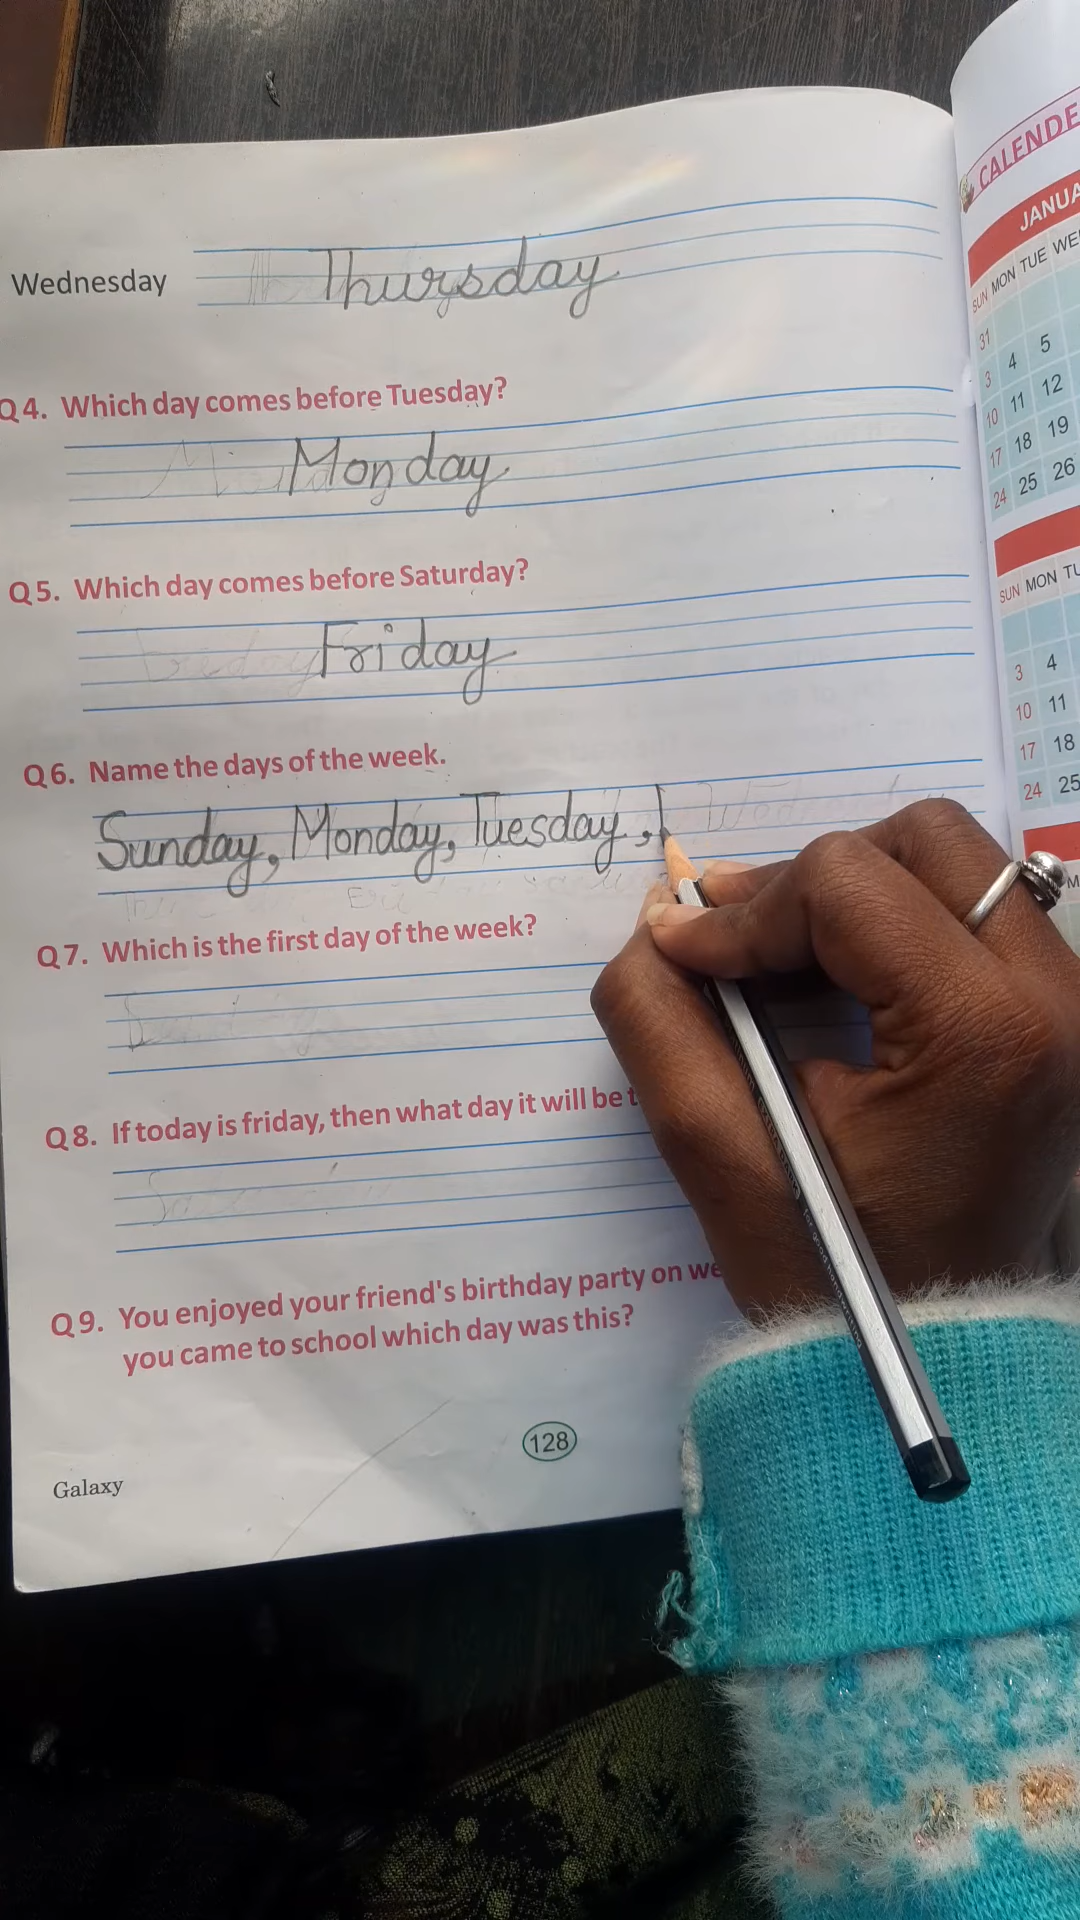 Wednesday Thursday
Q4. Which day comes before Tuesday?
Monday
Q5. Which day comes before Saturday?
Friday
Q6. Name the days of the week.
Sunday, Monday, Tuesday,
Q7. Which is the first day of the week?
Q8. If today is friday, then what day it will be t
Q9. You enjoyed your friend's birthday party on we
you came to school which day was this?
128
Galaxy
CALENDE
JANUA
SUN MON TUE WE
31
3 4 5
10 11 12
17 18 19
24 25 26
SUN MON TU
3 4
10 11
17 18
24 25
M